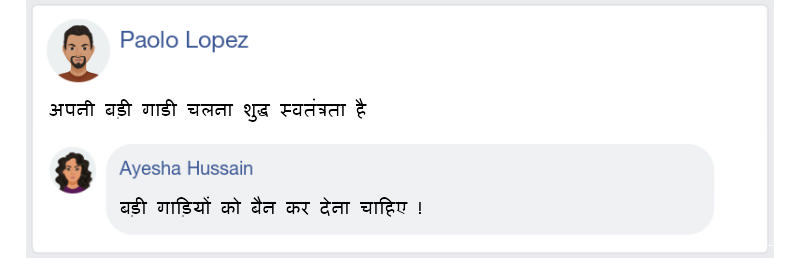 Paolo Lopez
अपनी बड़ी गाडी चलना शुद्ध स्वतंत्रता है
Ayesha Hussain
बड़ी गाड़ियों को बैन कर देना चाहिए !